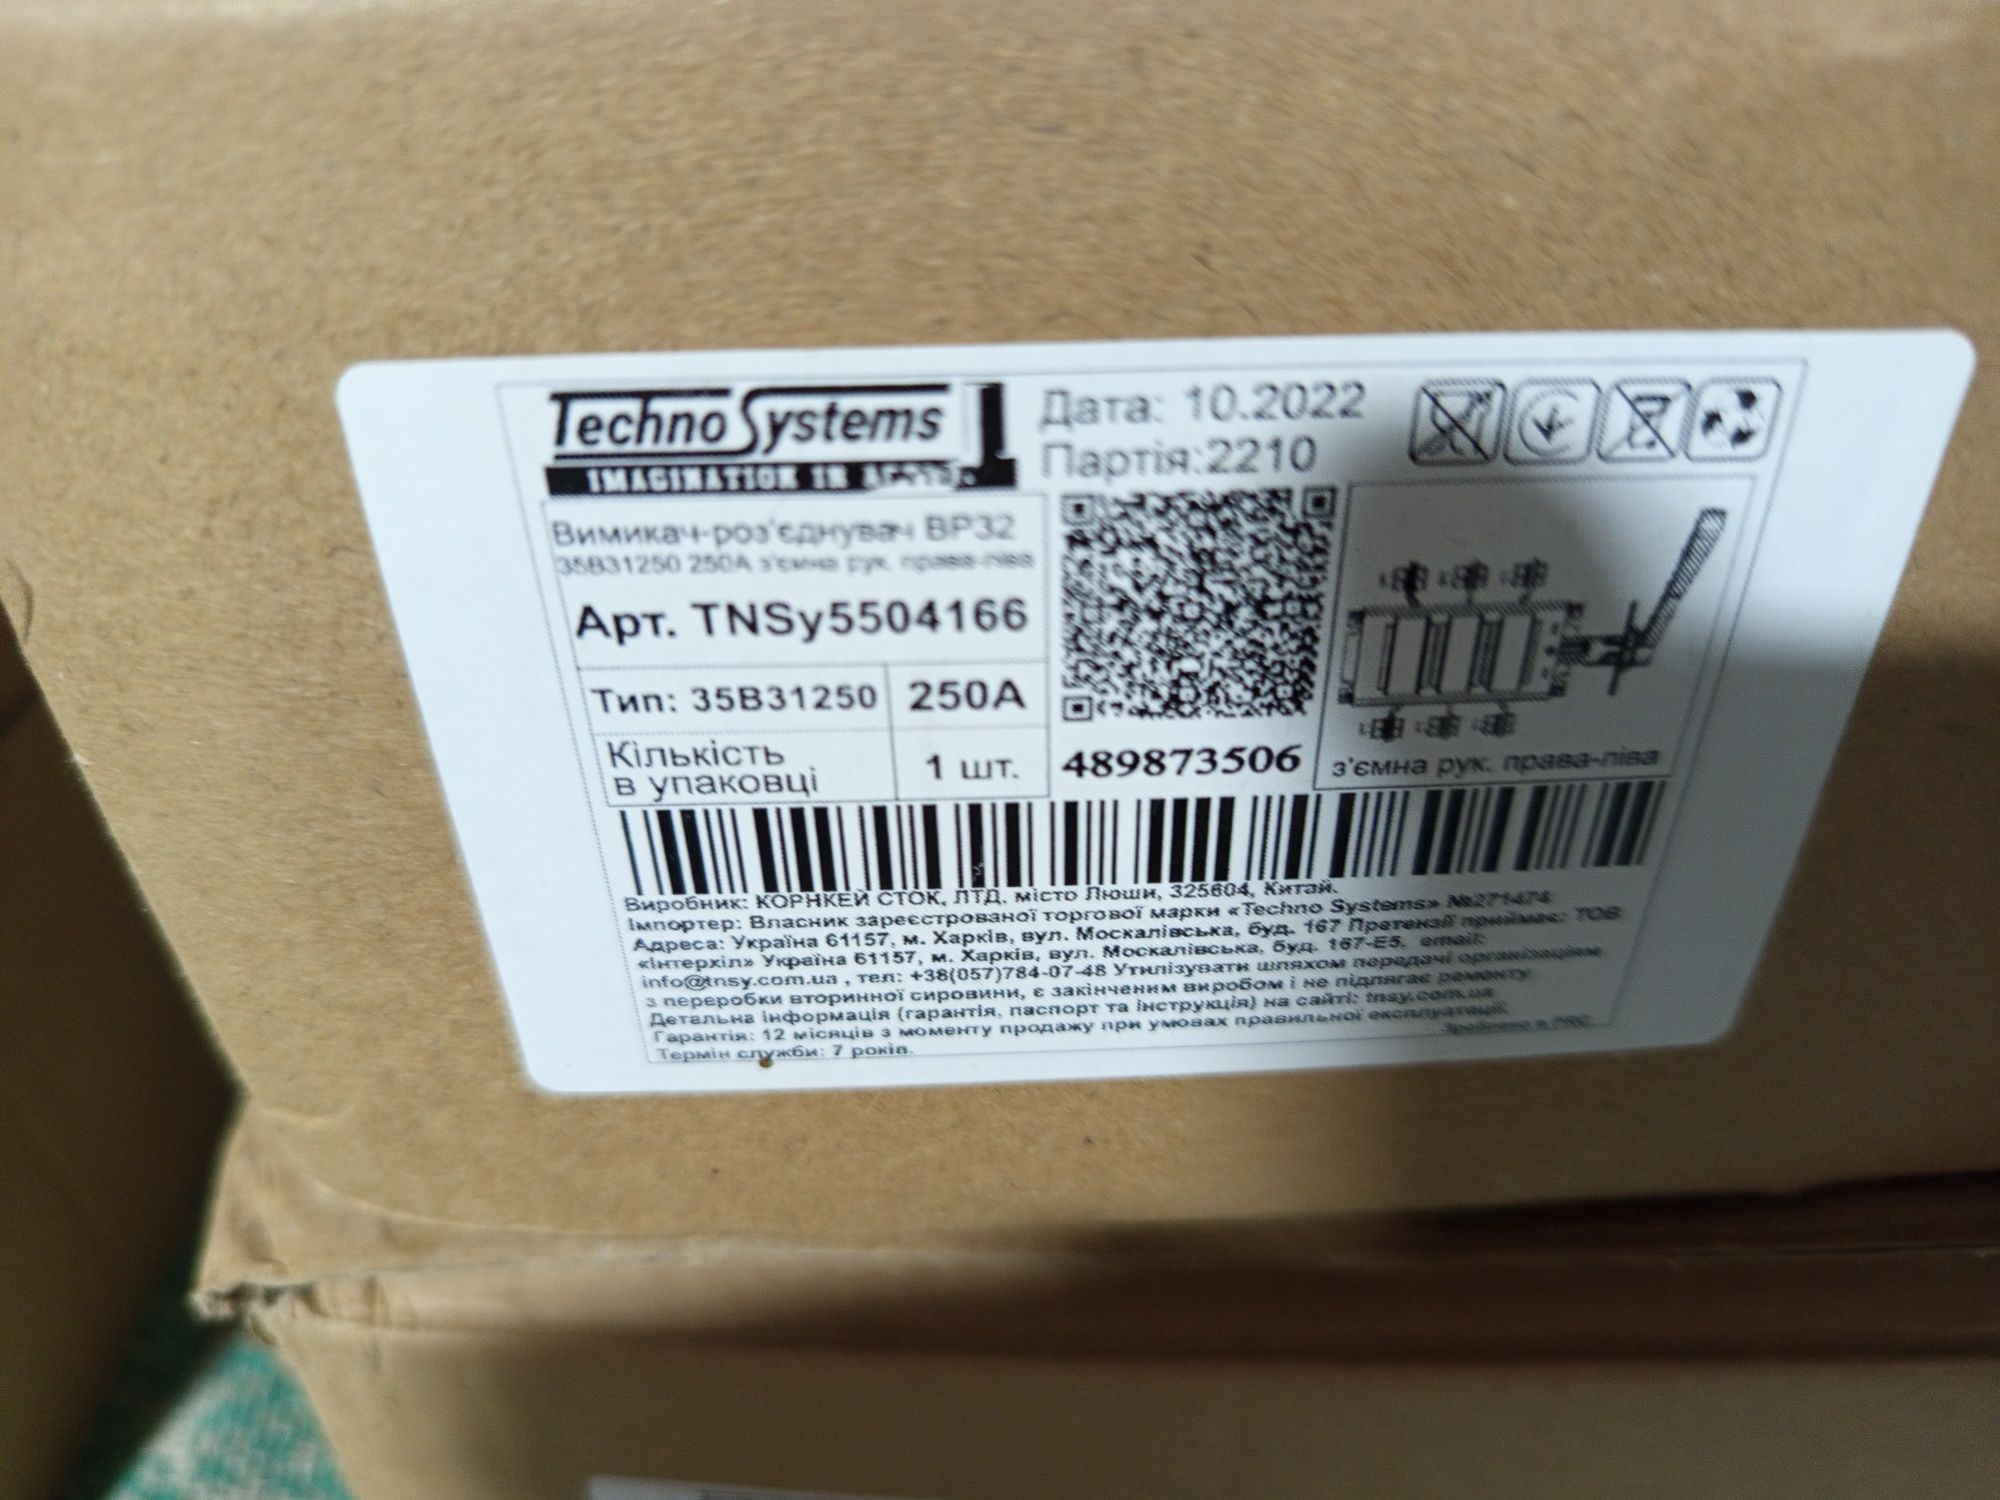 Techno Systems
IMAGINATION IN
Дата: 10.2022
Партія:2210
Вимикач-роз'єднувач ВР32
35В31250 250А з'ємна рук. права-ліва
Арт. TNSy5504166
Тип: 35В31250
250А
Кількість
в упаковці
1 шт.
489873506
з'ємна рук. права-ліва
Виробник: КОРНКЕЙ СТОК, ЛТД, місто Люши, 325604, Китай.
Імпортер: Власник зареєстрованої торгової марки «Techno Systems» №271474
Адреса: Україна 61157, м. Харків, вул. Москалівська, буд. 167 Претензії приймає: ТОВ
«Інтерхіл» Україна 61157, м. Харків, вул. Москалівська, буд. 167-Е5, email:
info@tnsy.com.ua , тел: +38(057)784-07-48 Утилізувати шляхом передачі організаціям
з переробки вторинної сировини, є закінченим виробом і не підлягає ремонту
Детальна інформація (гарантія, паспорт та інструкція) на сайті: tnsy.com.ua
Гарантія: 12 місяців з моменту продажу при умовах правильної експлуатації.
Термін служби: 7 років.
Зроблено в PRC